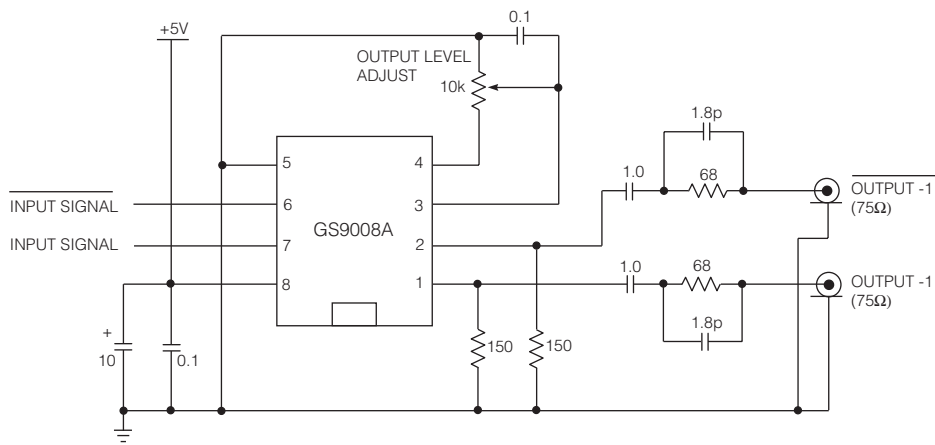 0.1
+5V
OUTPUT LEVEL
ADJUST
10k
1.8p
5
4
1.0
68
INPUT SIGNAL
6
3
OUTPUT -1
(75Ω)
GS9008A
INPUT SIGNAL
7
2
1.0
68
8
1
OUTPUT -1
(75Ω)
+
10
0.1
150
150
1.8p